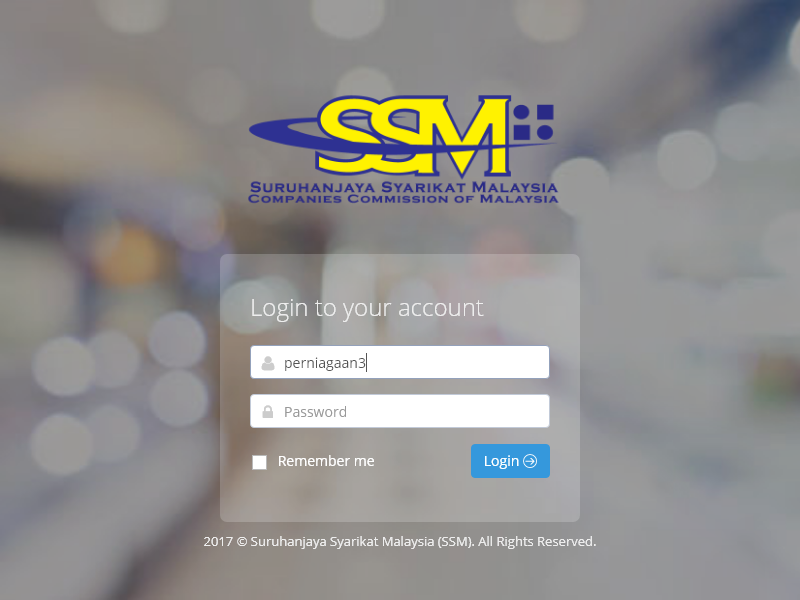 SSM
SURUHANJAYA SYARIKAT MALAYSIA
COMPANIES COMMISSION OF MALAYSIA
Login to your account
perniagaan3
Password
Remember me
Login
2017 © Suruhanjaya Syarikat Malaysia (SSM). All Rights Reserved.